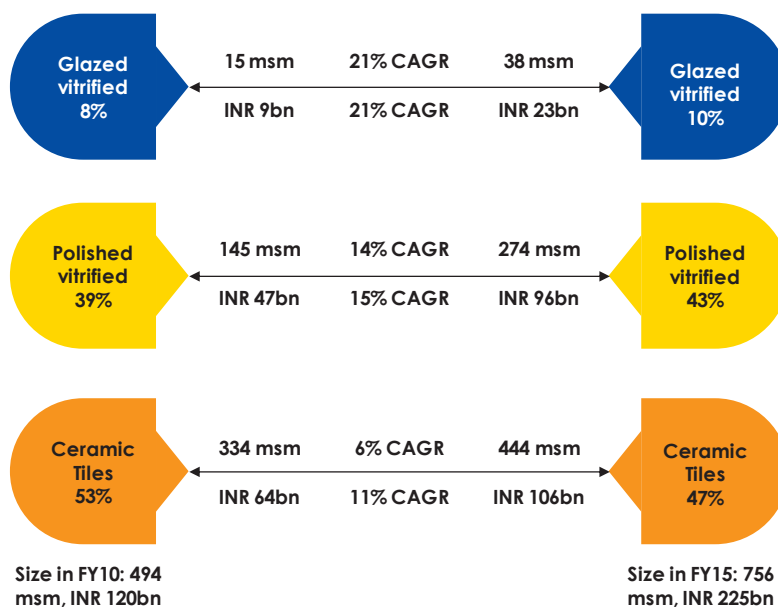 Glazed
vitrified
8%
15 msm 21% CAGR 38 msm
INR 9bn 21% CAGR INR 23bn
Glazed
vitrified
10%
Polished
vitrified
39%
145 msm 14% CAGR 274 msm
INR 47bn 15% CAGR INR 96bn
Polished
vitrified
43%
Ceramic
Tiles
53%
334 msm 6% CAGR 444 msm
INR 64bn 11% CAGR INR 106bn
Ceramic
Tiles
47%
Size in FY10: 494
msm, INR 120bn
Size in FY15: 756
msm, INR 225bn